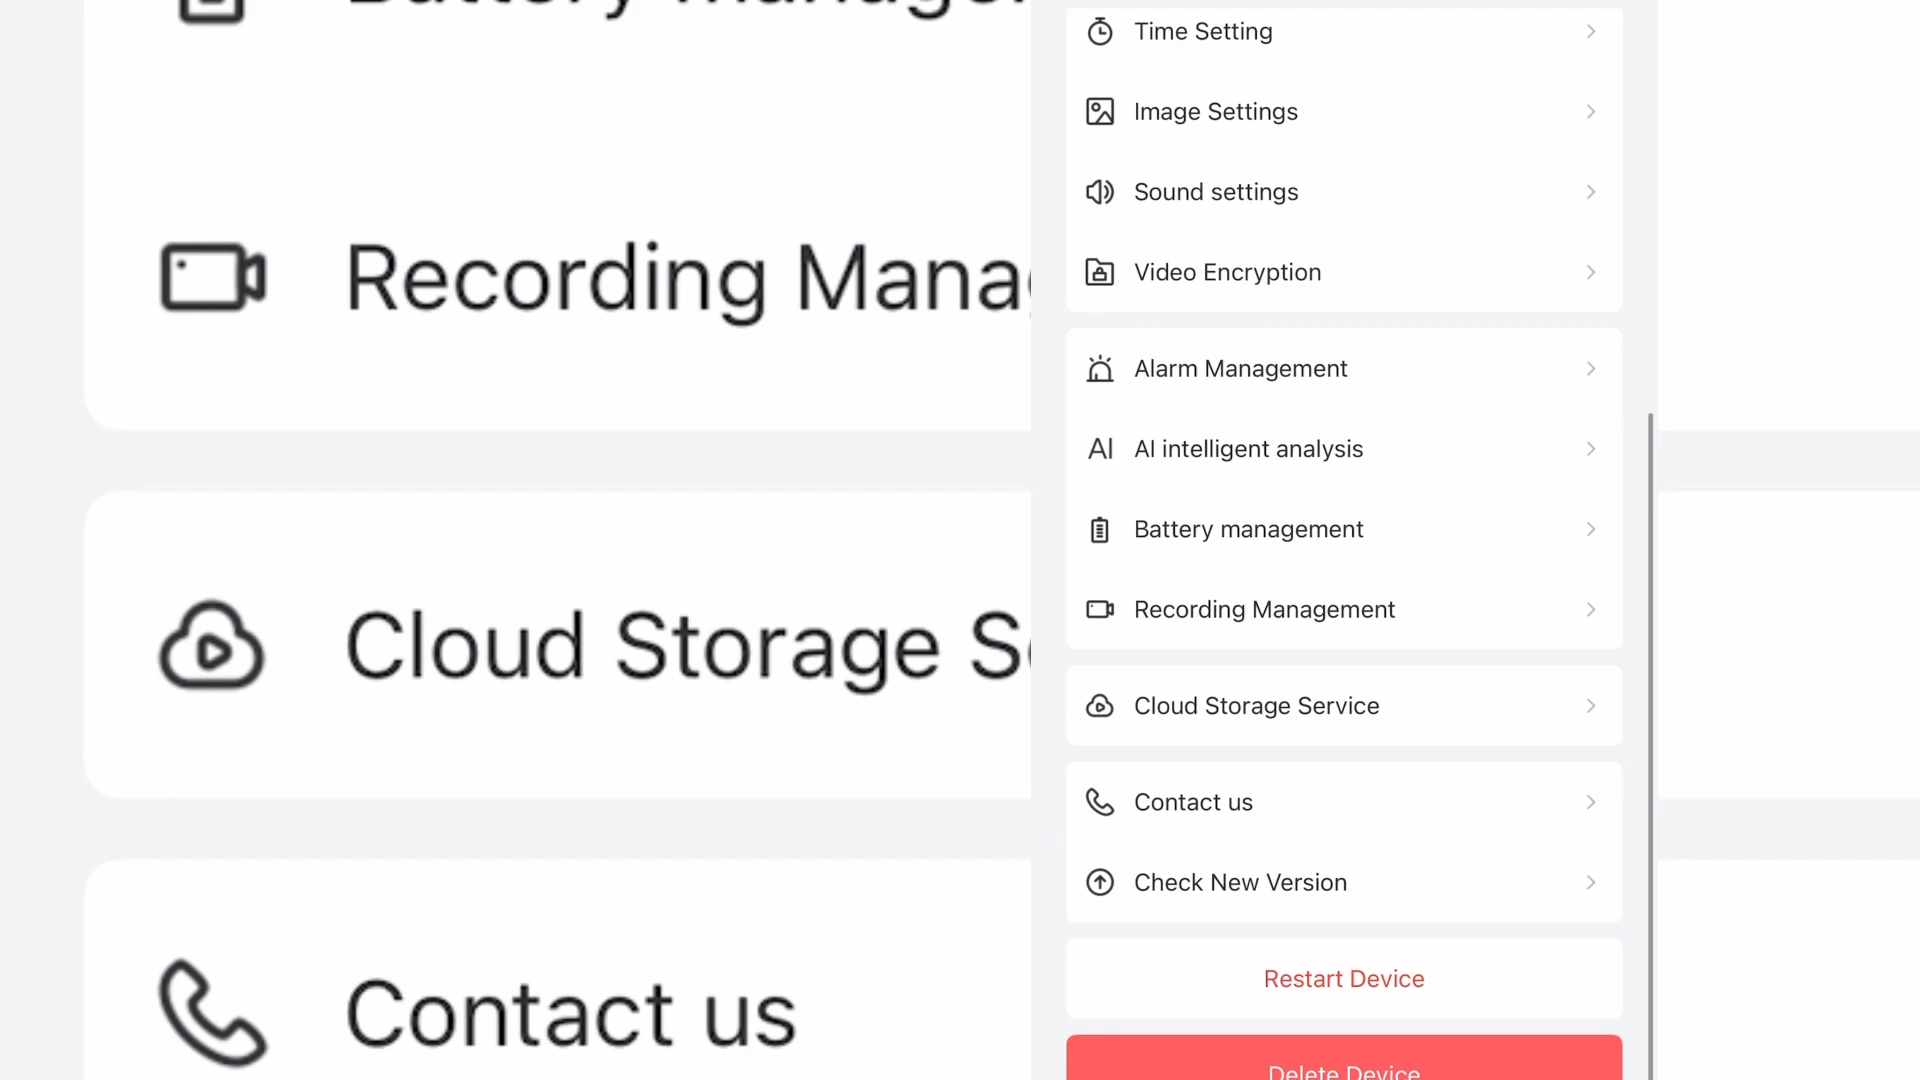 Recording Mana
Cloud Storage S
Contact us
Time Setting
Image Settings
Sound settings
Video Encryption
Alarm Management
AI AI intelligent analysis
Battery management
Recording Management
Cloud Storage Service
Contact us
Check New Version
Restart Device
Delete Device